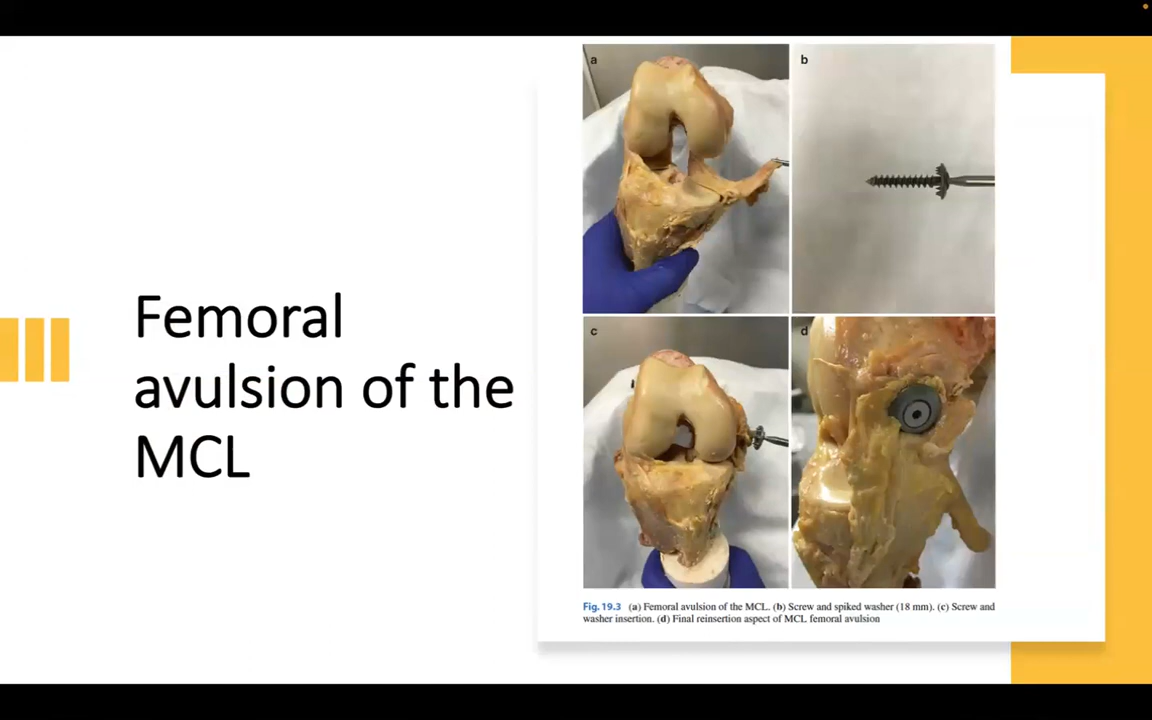 Femoral
avulsion of the
MCL
a
b
c
d
Fig. 19.3 (a) Femoral avulsion of the MCL. (b) Screw and spiked washer (18 mm). (c) Screw and
washer insertion. (d) Final reinsertion aspect of MCL femoral avulsion